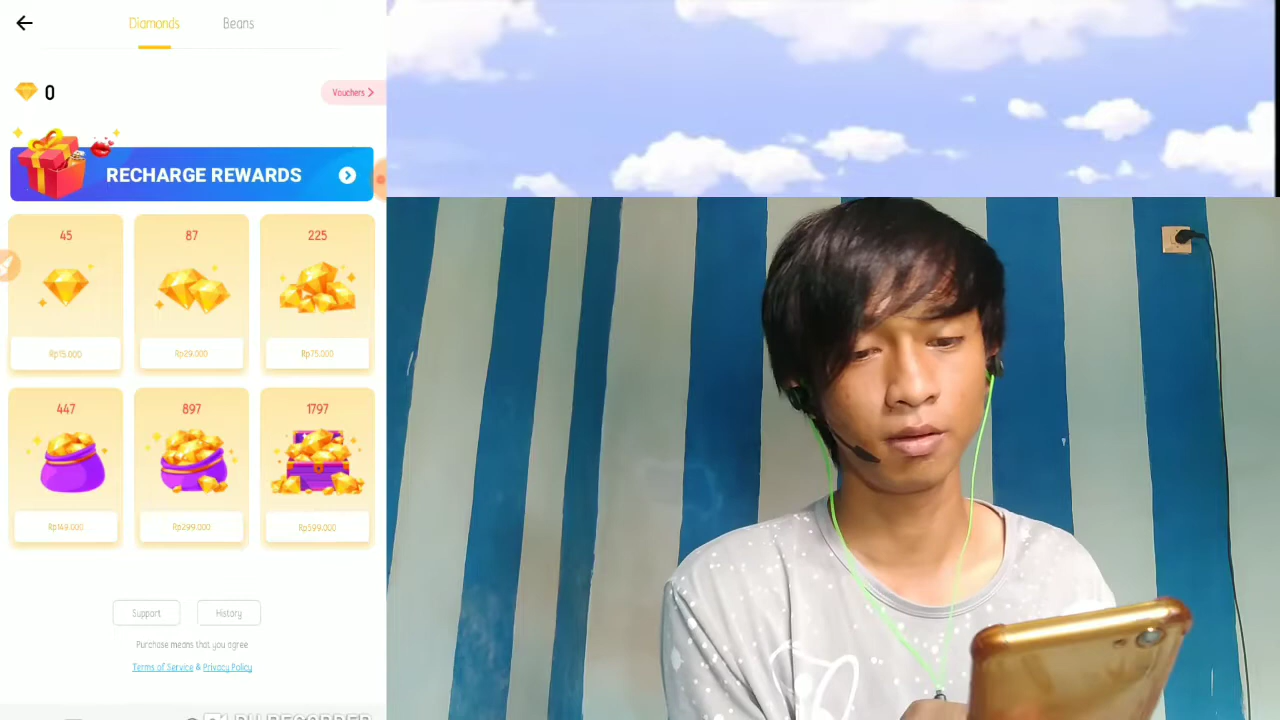 Diamonds Beans
0
Vouchers
RECHARGE REWARDS
45 87 225
Rp15.000 Rp29.000 Rp75.000
447 897 1797
Rp149.000 Rp299.000 Rp599.000
Support History
Purchase means that you agree
Terms of Service & Privacy Policy